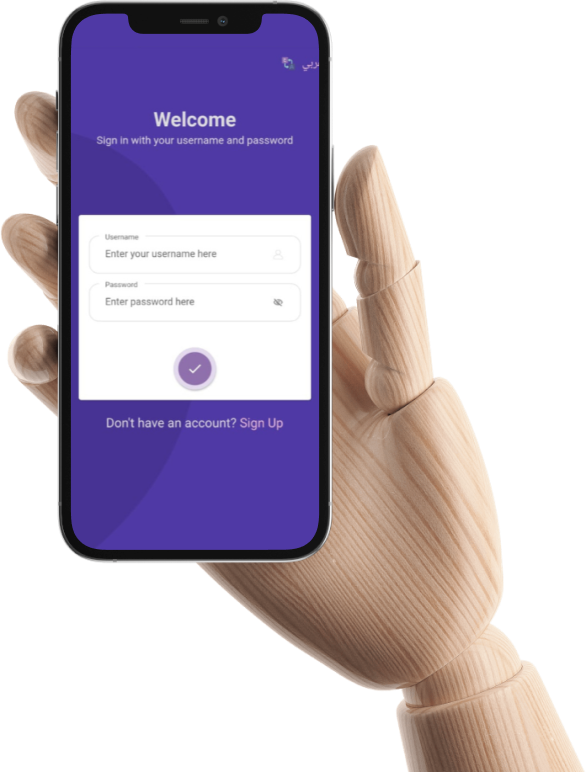 عربي
Welcome
Sign in with your username and password
Username
Enter your username here
Password
Enter password here
Don't have an account? Sign Up